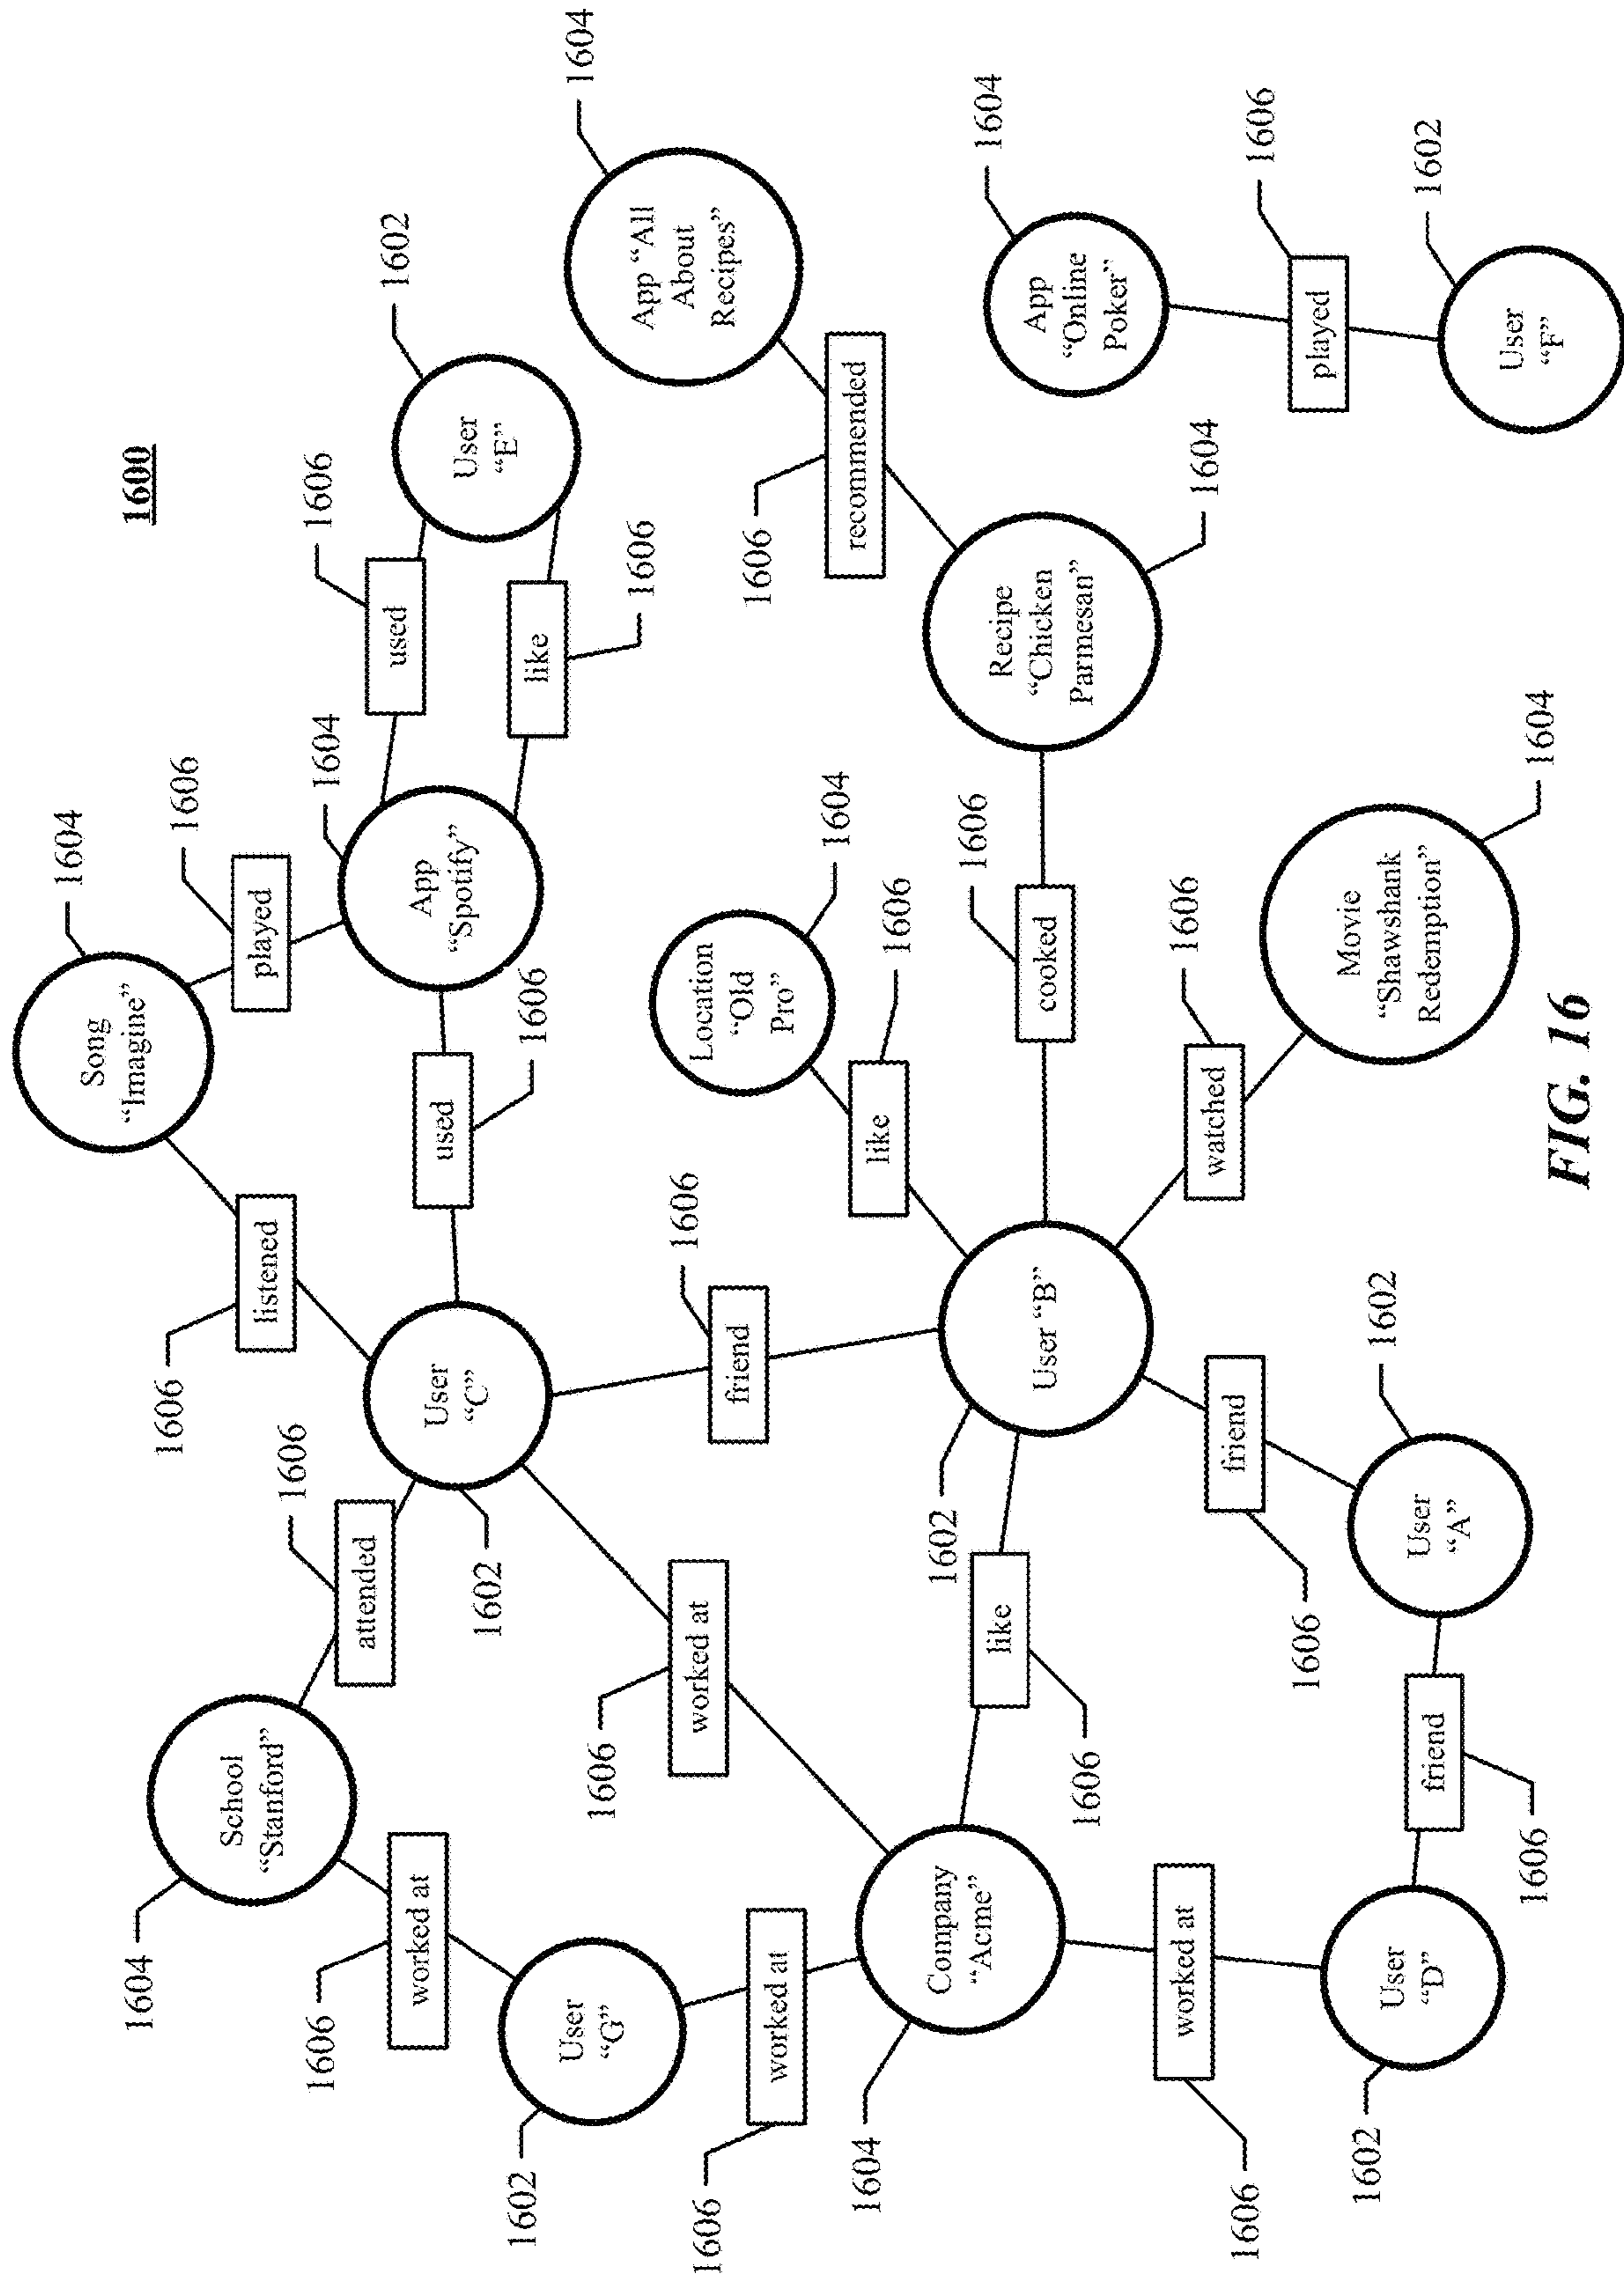 1600
1604
Song
“Imagine”
1606
played
1606
listened
1606
attended
1604
School
“Stanford”
1606
worked at
1602
User
“G”
1606
worked at
1602
User
“C”
1606
used
1604
App
“Spotify”
1606
used
1606
like
1602
User
“E”
1606
worked at
1606
friend
1604
Location
“Old
Pro”
1606
like
1604
App “All
About
Recipes”
1606
recommended
1604
Company
“Acme”
1606
like
1602
User “B”
1606
cooked
1604
Recipe
“Chicken
Parmesan”
1604
App
“Online
Poker”
1606
played
1602
User
“F”
1606
worked at
1602
User
“D”
1606
friend
1602
User
“A”
1606
friend
1606
watched
1604
Movie
“Shawshank
Redemption”
FIG. 16